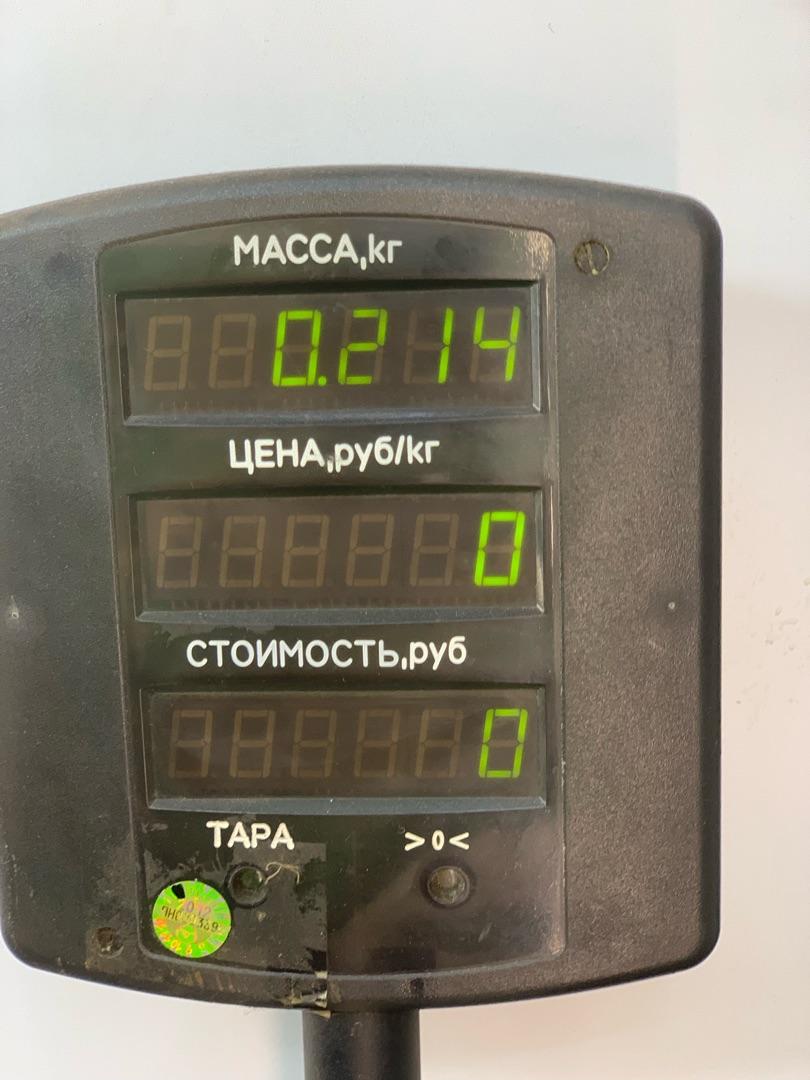 МАССА,кг
0.214
ЦЕНА,руб/кг
0
СТОИМОСТЬ,руб
0
ТАРА >0<